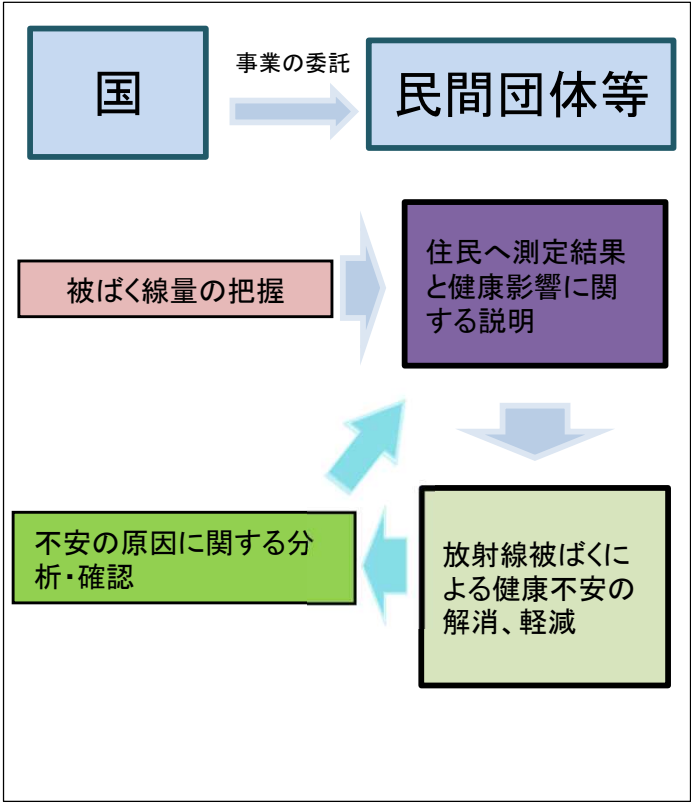 国
事業の委託
民間団体等
被ばく線量の把握
住民へ測定結果
と健康影響に関
する説明
不安の原因に関する分
析・確認
放射線被ばくに
よる健康不安の
解消、軽減